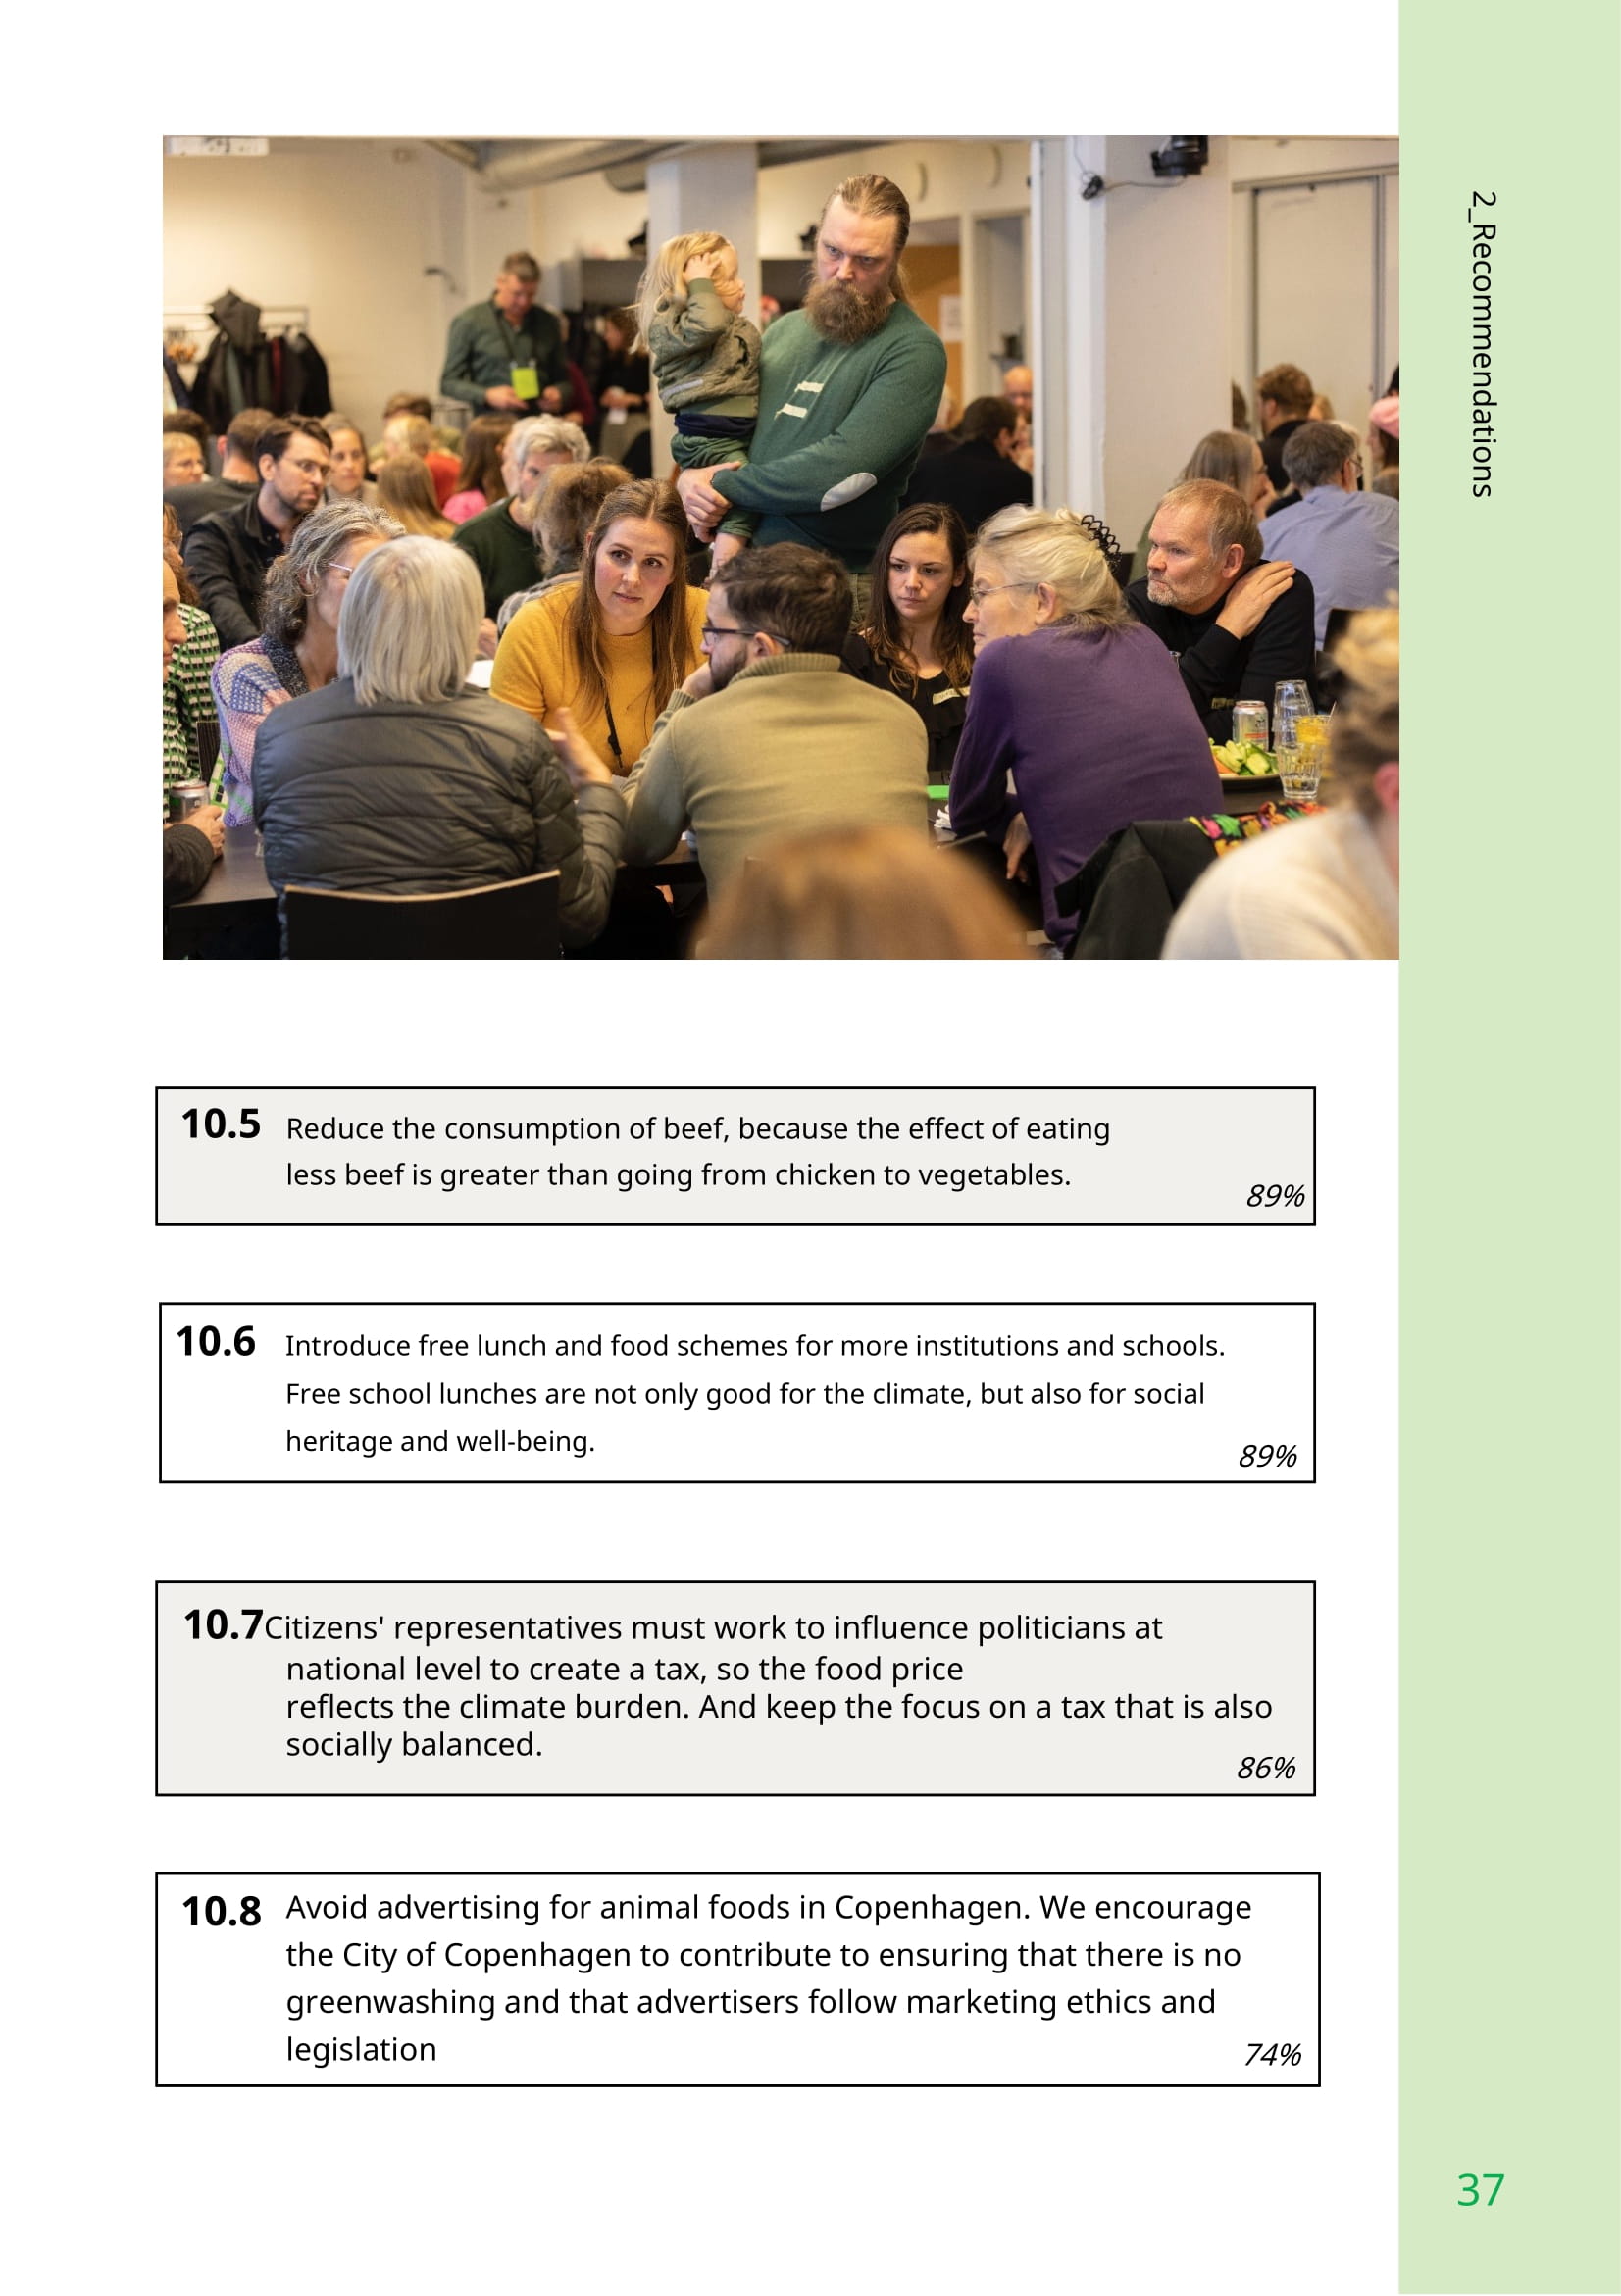 2_Recommendations
10.5 Reduce the consumption of beef, because the effect of eating
less beef is greater than going from chicken to vegetables.
89%
10.6 Introduce free lunch and food schemes for more institutions and schools.
Free school lunches are not only good for the climate, but also for social
heritage and well-being.
89%
10.7Citizens' representatives must work to influence politicians at
national level to create a tax, so the food price
reflects the climate burden. And keep the focus on a tax that is also
socially balanced.
86%
10.8 Avoid advertising for animal foods in Copenhagen. We encourage
the City of Copenhagen to contribute to ensuring that there is no
greenwashing and that advertisers follow marketing ethics and
legislation
74%
37